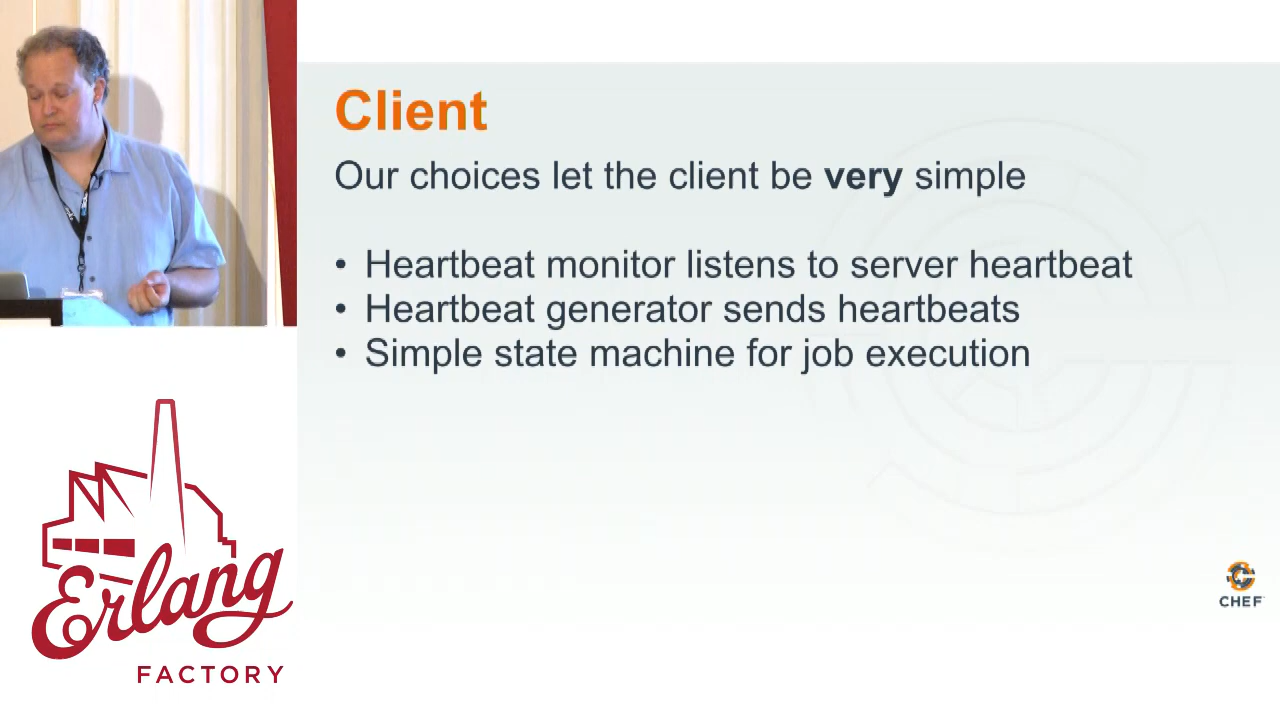 Client
Our choices let the client be very simple
• Heartbeat monitor listens to server heartbeat
• Heartbeat generator sends heartbeats
• Simple state machine for job execution
Erlang
FACTORY
CHEF